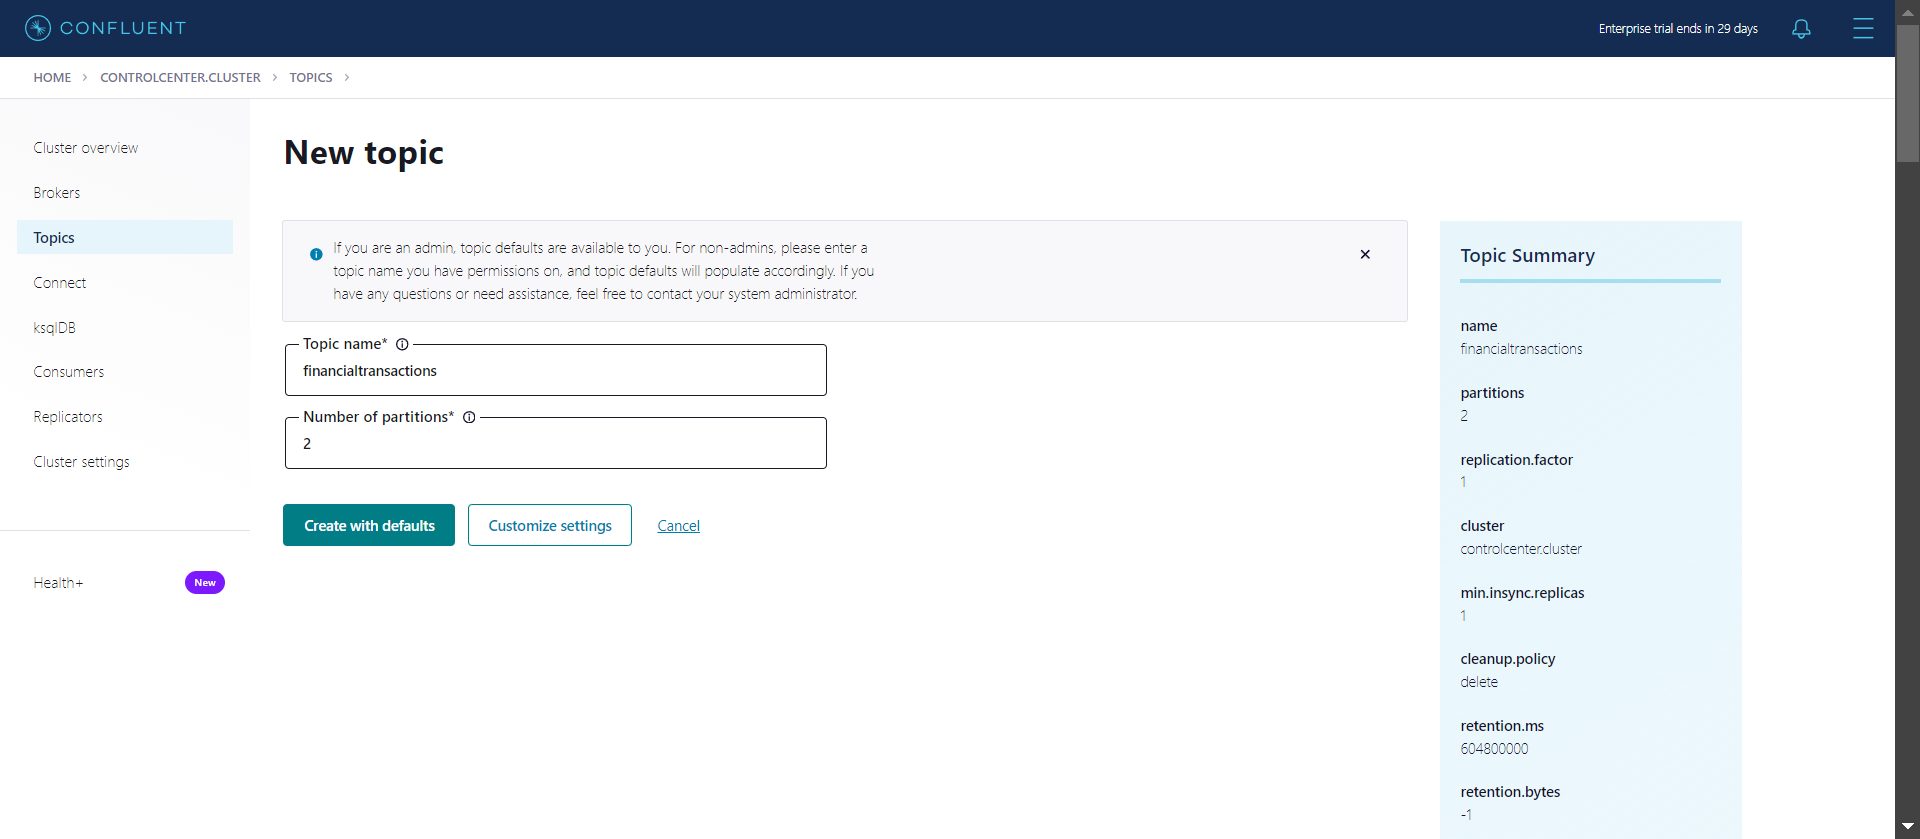 CONFLUENT
Enterprise trial ends in 29 days
HOME > CONTROLCENTER.CLUSTER > TOPICS >
Cluster overview
Brokers
Topics
Connect
ksqlDB
Consumers
Replicators
Cluster settings
Health+
New
New topic
If you are an admin, topic defaults are available to you. For non-admins, please enter a
topic name you have permissions on, and topic defaults will populate accordingly. If you
have any questions or need assistance, feel free to contact your system administrator.
Topic name*
financialtransactions
Number of partitions*
2
Create with defaults
Customize settings
Cancel
Topic Summary
name
financialtransactions
partitions
2
replication.factor
1
cluster
controlcenter.cluster
min.insync.replicas
1
cleanup.policy
delete
retention.ms
604800000
retention.bytes
-1